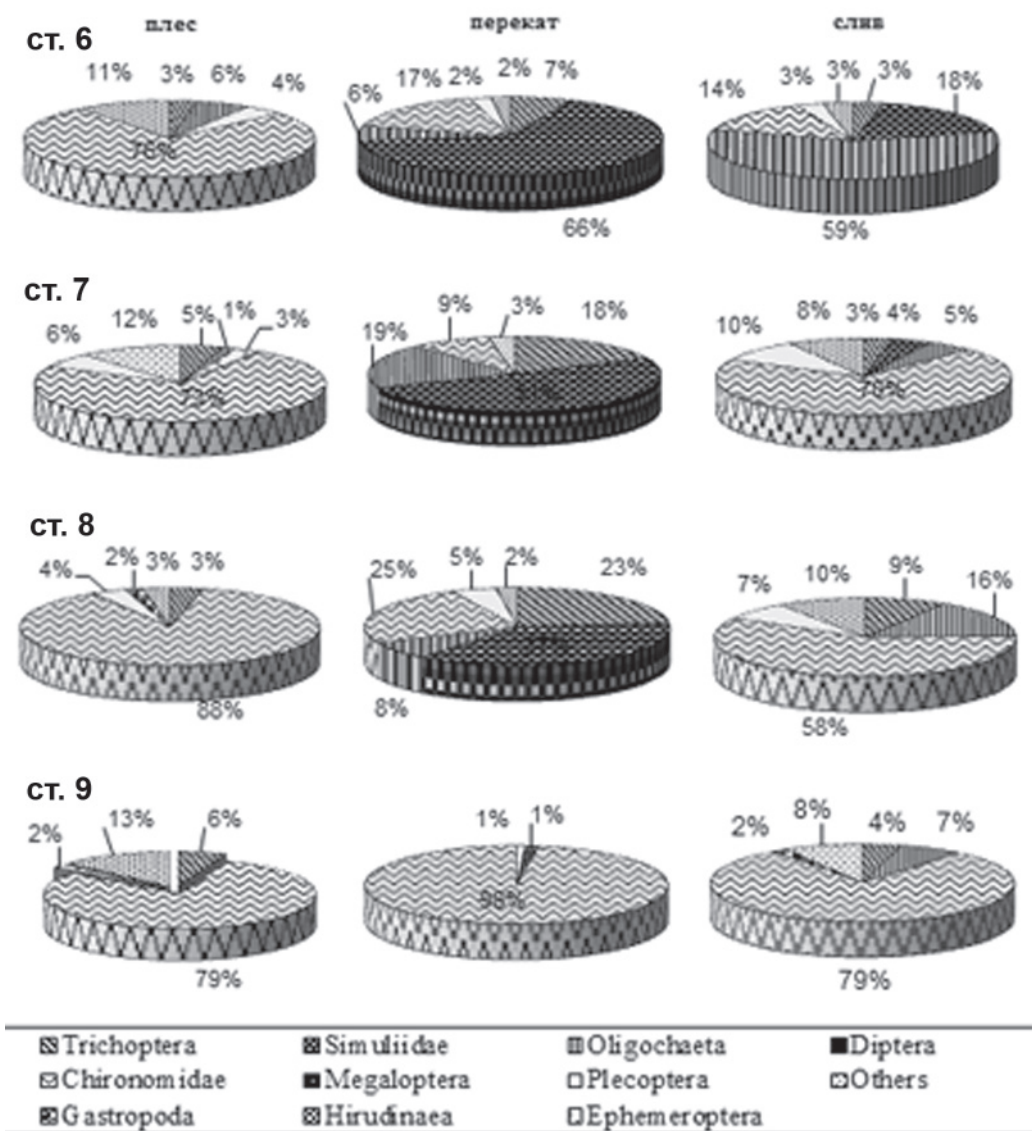 плес перекат слив
ст. 6
11% 3% 6% 4% 76%
6% 17% 2% 2% 7% 66%
14% 3% 3% 3% 18% 59%
ст. 7
6% 12% 5% 1% 3% 73%
19% 9% 3% 18%
10% 8% 3% 4% 5% 70%
ст. 8
4% 2% 3% 3% 88%
25% 5% 2% 23% 8%
7% 10% 9% 16% 58%
ст. 9
2% 13% 6% 79%
1% 1% 98%
2% 8% 4% 7% 79%
Trichoptera Simuliidae Oligochaeta Diptera
Chironomidae Megaloptera Plecoptera Others
Gastropoda Hirudinaea Ephemeroptera